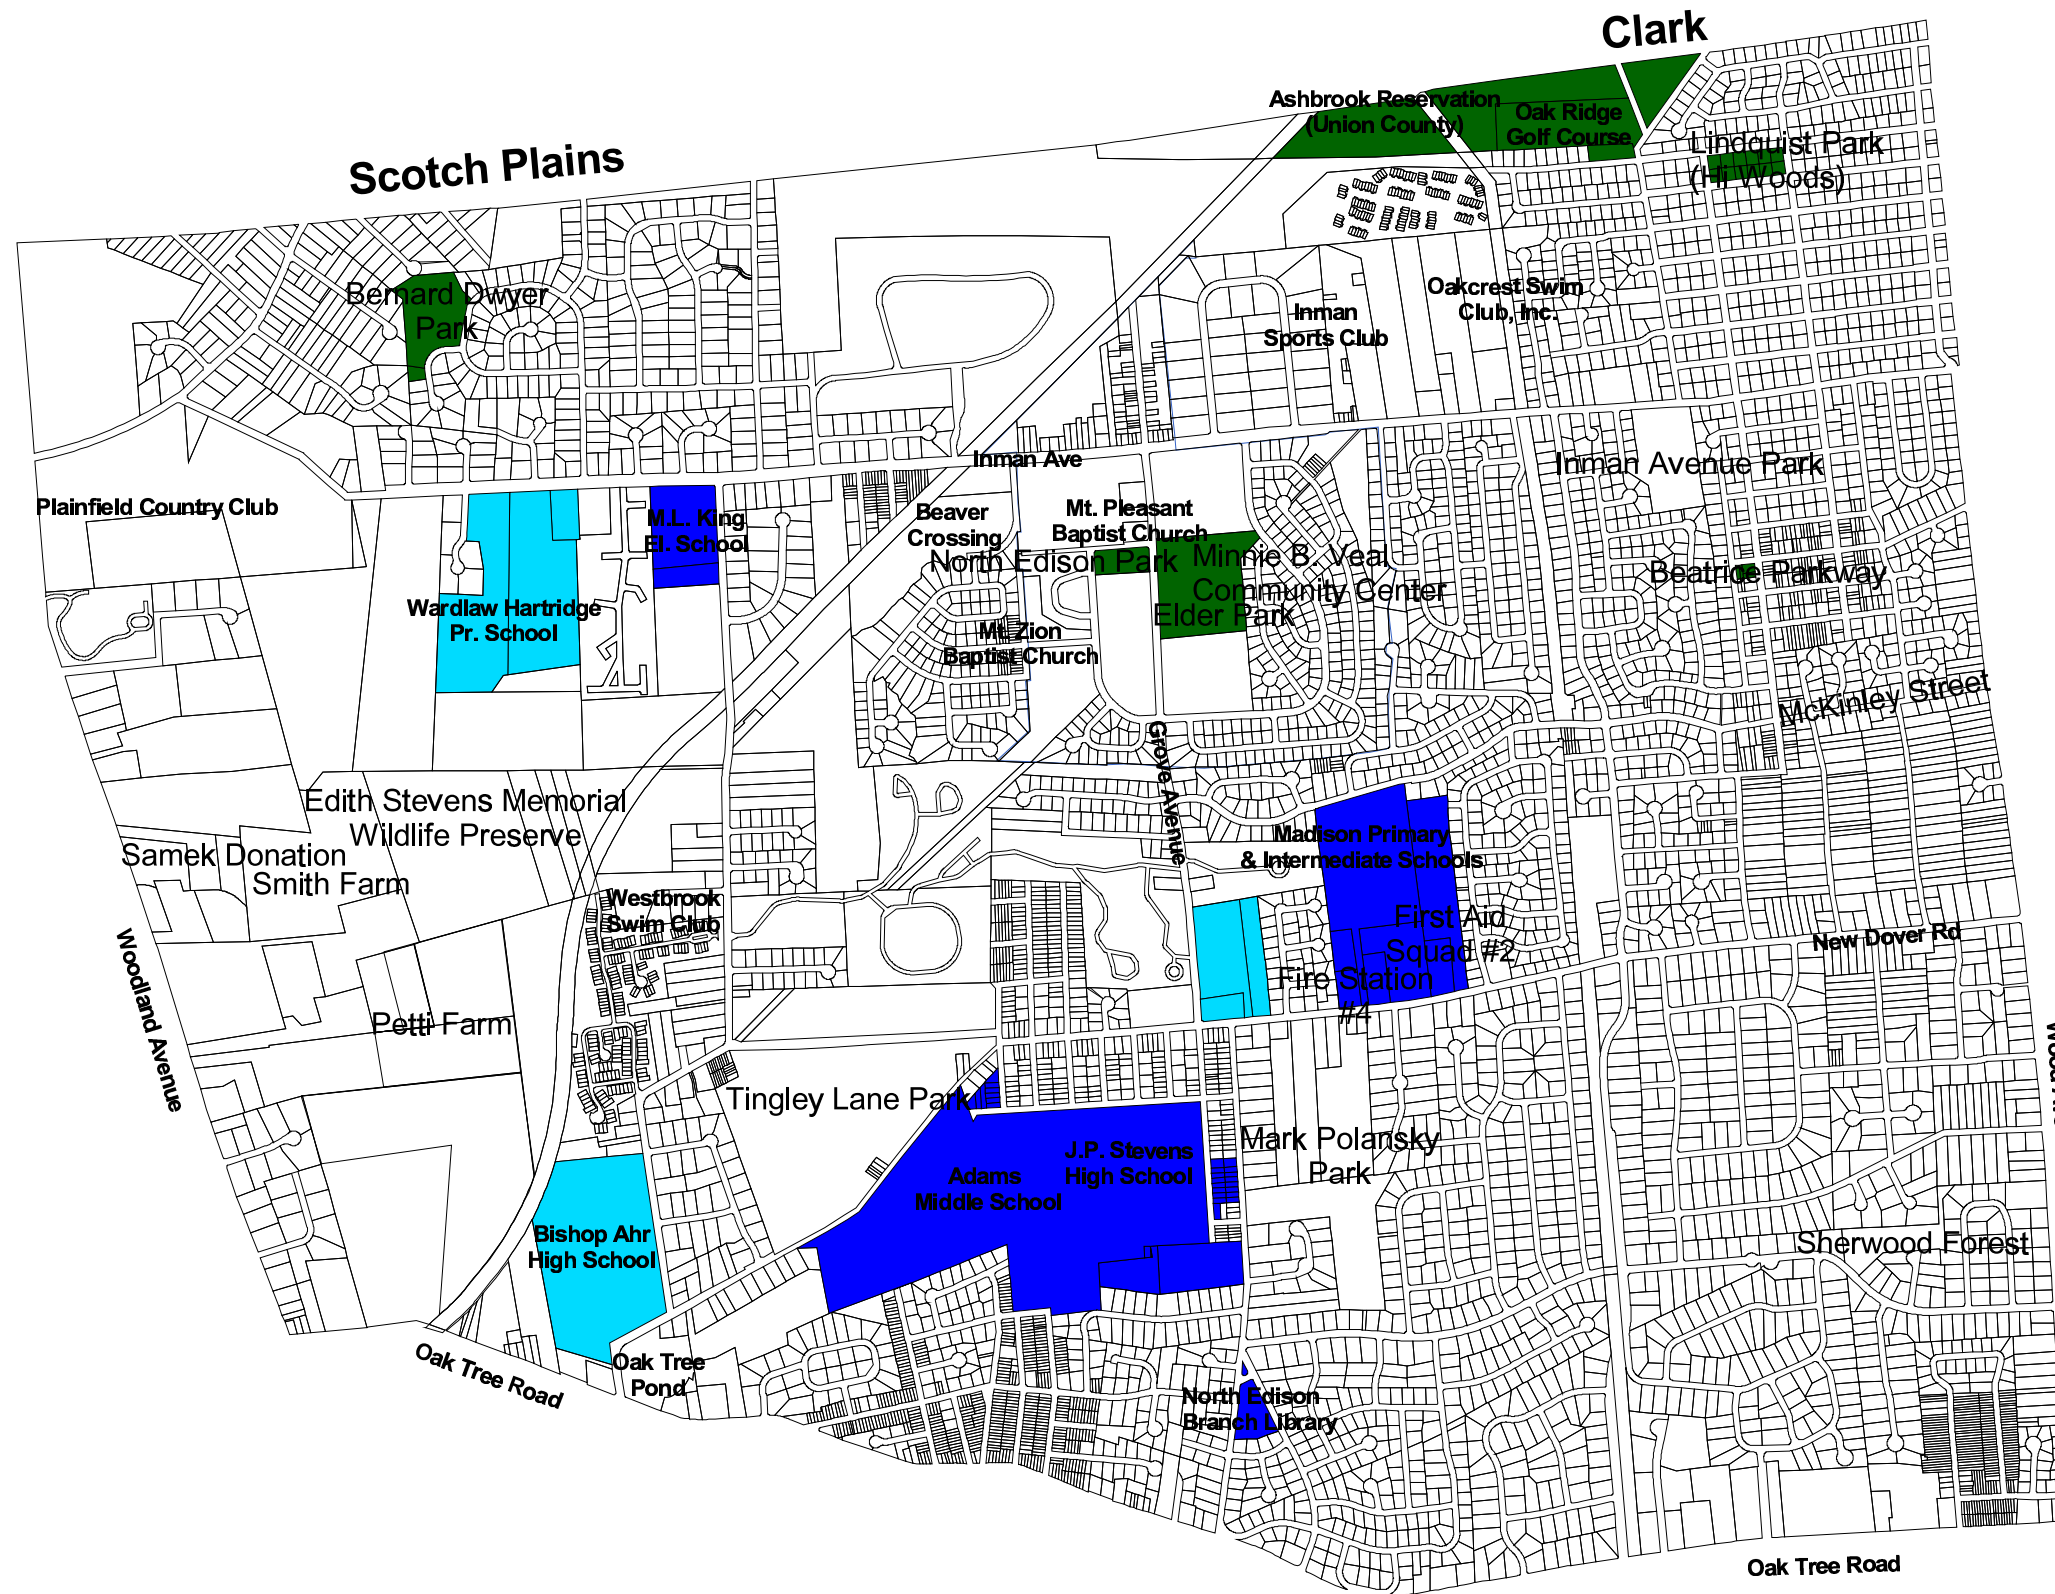 Clark
Scotch Plains
Ashbrook Reservation
(Union County)
Oak Ridge
Golf Course
Lindquist Park
(Hi Woods)
Bernard Dwyer
Park
Oakcrest Swim
Club, Inc.
Inman
Sports Club
Inman Ave
Inman Avenue Park
Plainfield Country Club
M.L. King
El. School
Beaver
Crossing
Mt. Pleasant
Baptist Church
North Edison Park
Minnie B. Veal
Community Center
Elder Park
Beatrice Parkway
Wardlaw Hartridge
Pr. School
Mt. Zion
Baptist Church
McKinley Street
Grove Avenue
Edith Stevens Memorial
Wildlife Preserve
Samek Donation
Smith Farm
Madison Primary
& Intermediate Schools
Westbrook
Swim Club
First Aid
Squad #2
Fire Station
#4
New Dover Rd
Woodland Avenue
Petti Farm
Tingley Lane Park
Mark Polansky
Park
J.P. Stevens
High School
Adams
Middle School
Bishop Ahr
High School
Sherwood Forest
Oak Tree Road
Oak Tree
Pond
North Edison
Branch Library
Oak Tree Road